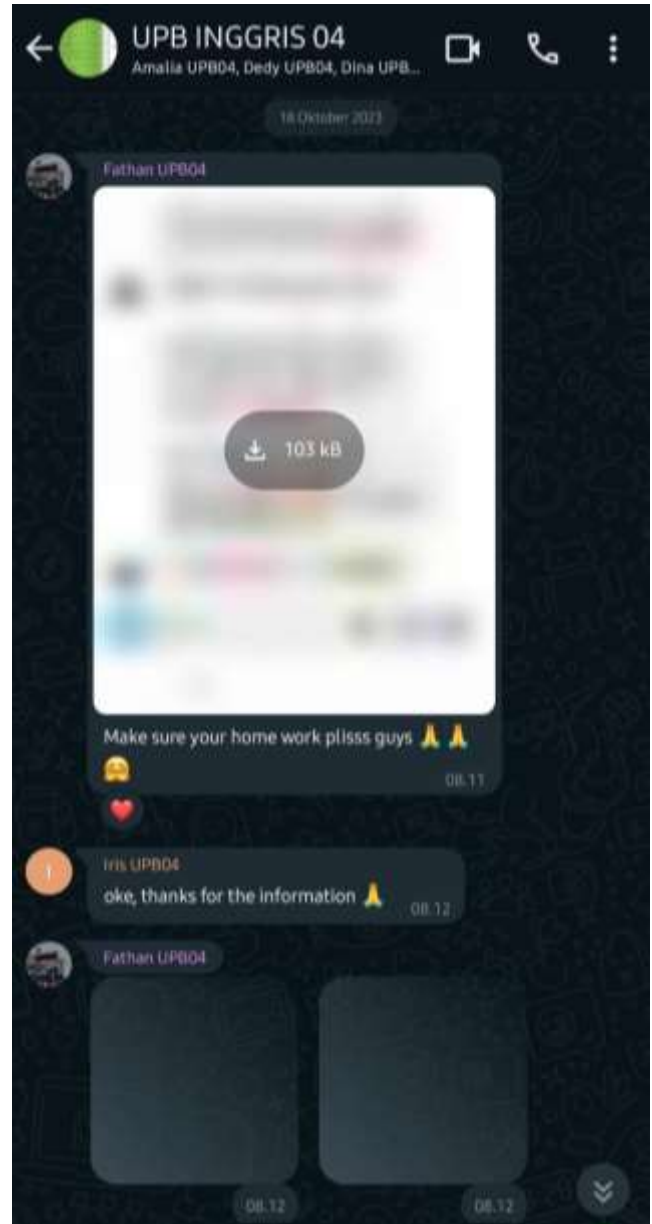 UPB INGGRIS 04
Amalia UPB04, Dedy UPB04, Dina UPB...
18 Oktober 2023
Fathan UPB04
103 kB
Make sure your home work plisss guys 🙏 🙏
🤗
08.11
❤️
I
Iris UPB04
oke, thanks for the information 🙏
08.12
Fathan UPB04
08.12
08.12